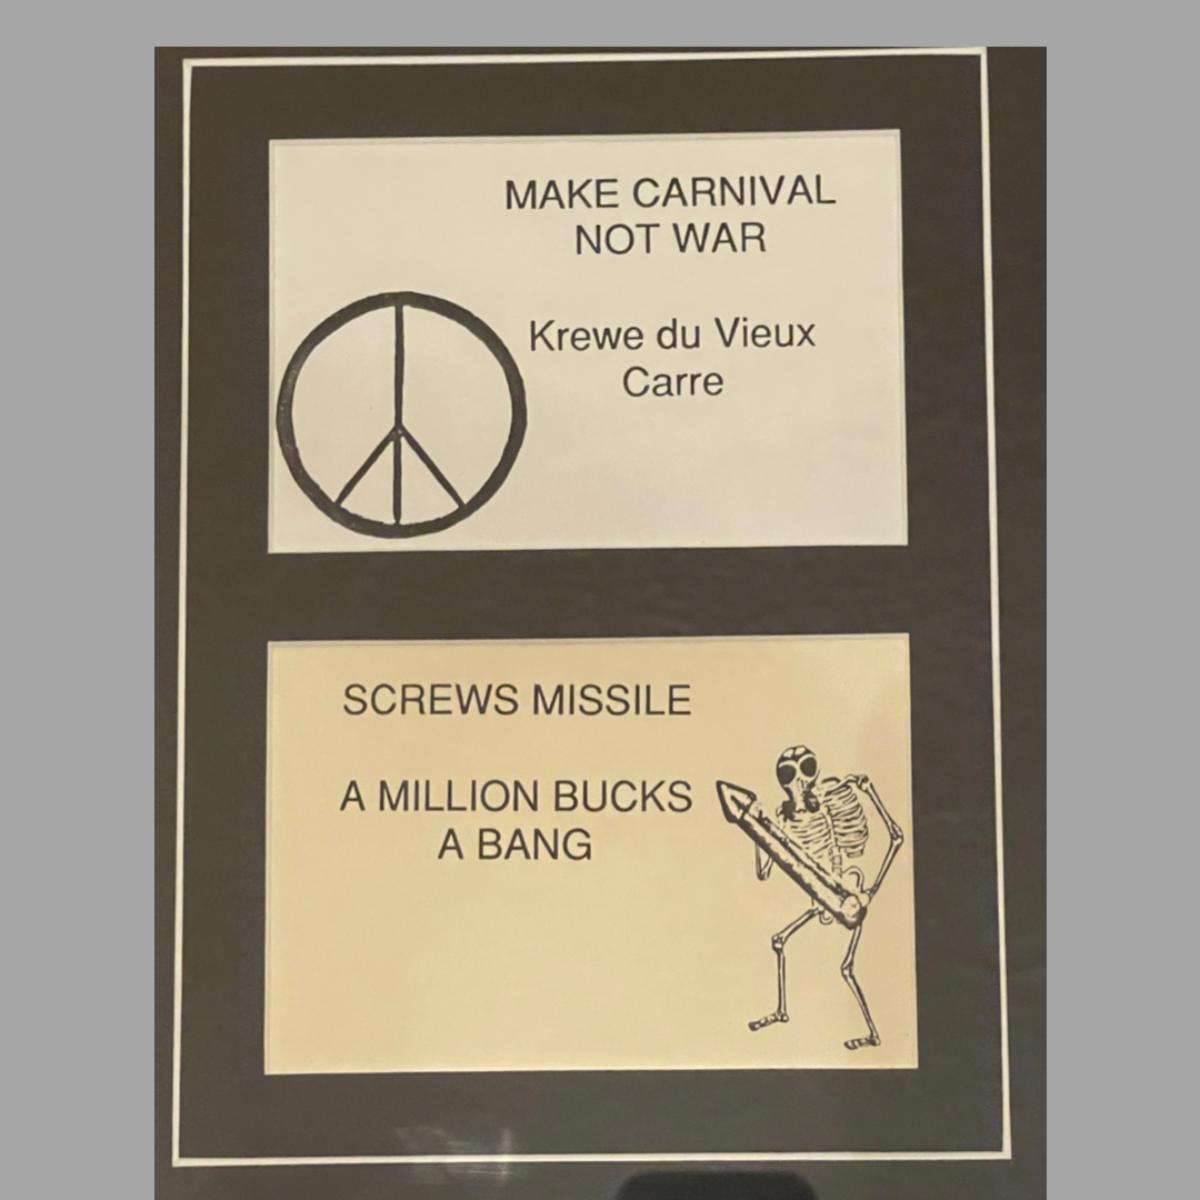 MAKE CARNIVAL
NOT WAR
Krewe du Vieux
Carre
SCREWS MISSILE
A MILLION BUCKS
A BANG